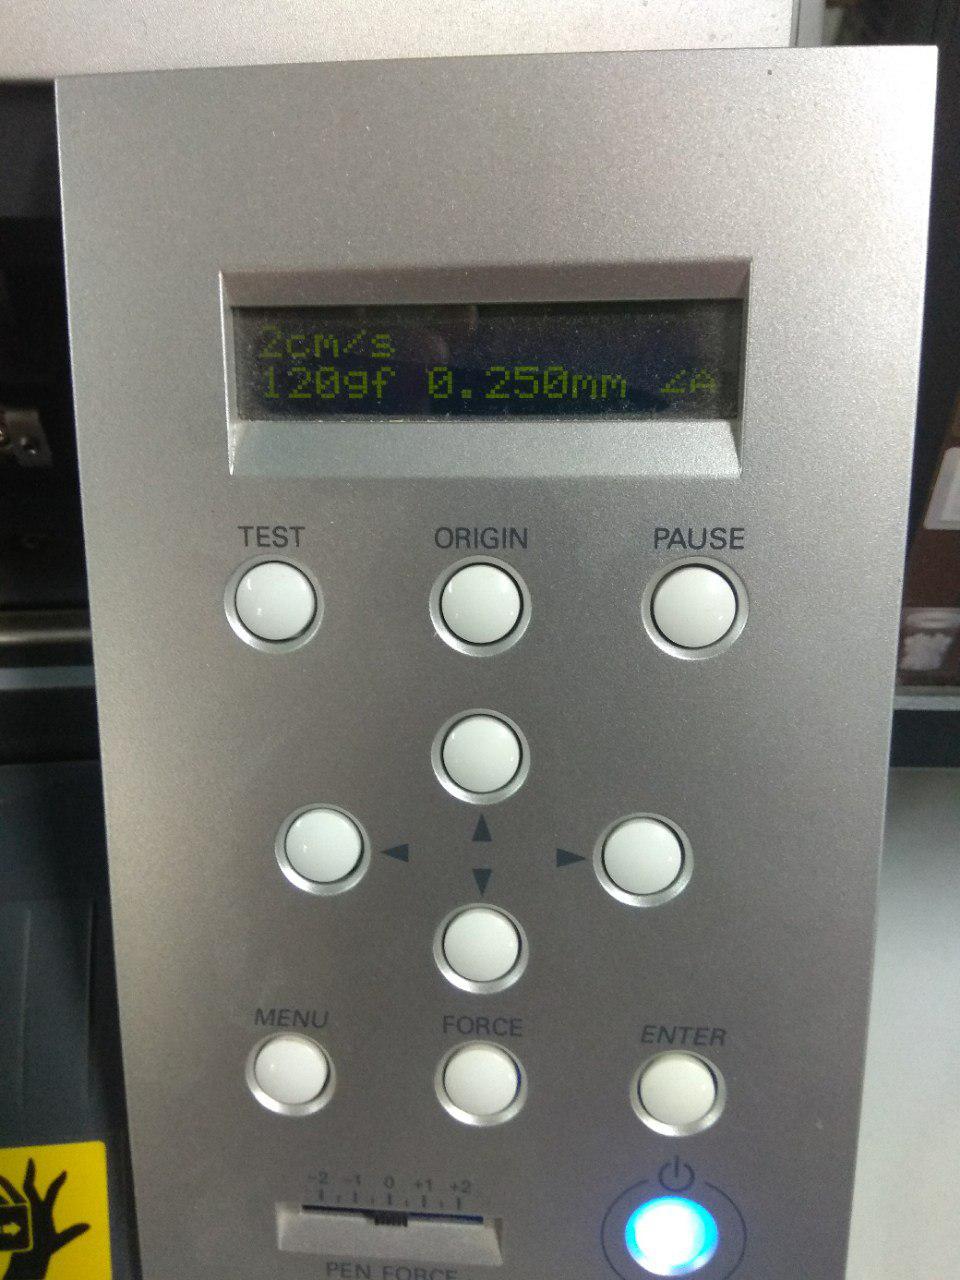 2cm/s
120gf 0.250mm ∠A
TEST ORIGIN PAUSE
MENU FORCE ENTER
-2 -1 0 +1 +2
PEN FORCE